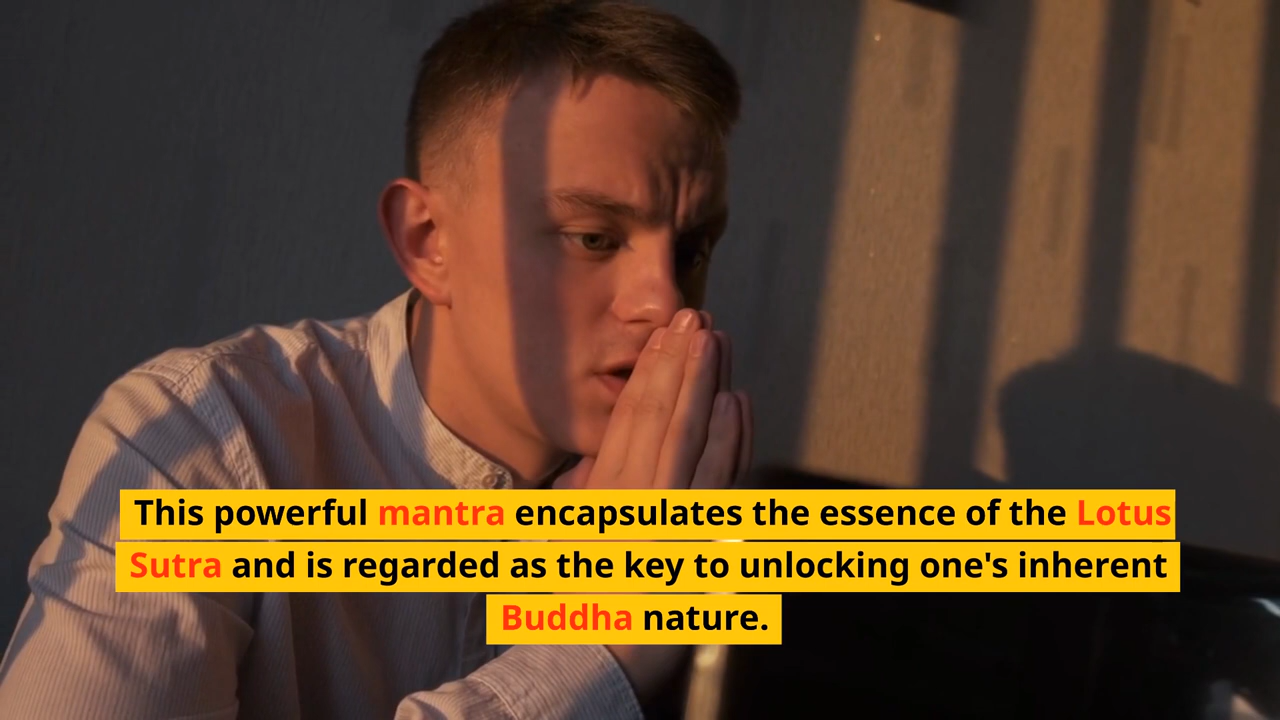 This powerful mantra encapsulates the essence of the Lotus
Sutra and is regarded as the key to unlocking one's inherent
Buddha nature.